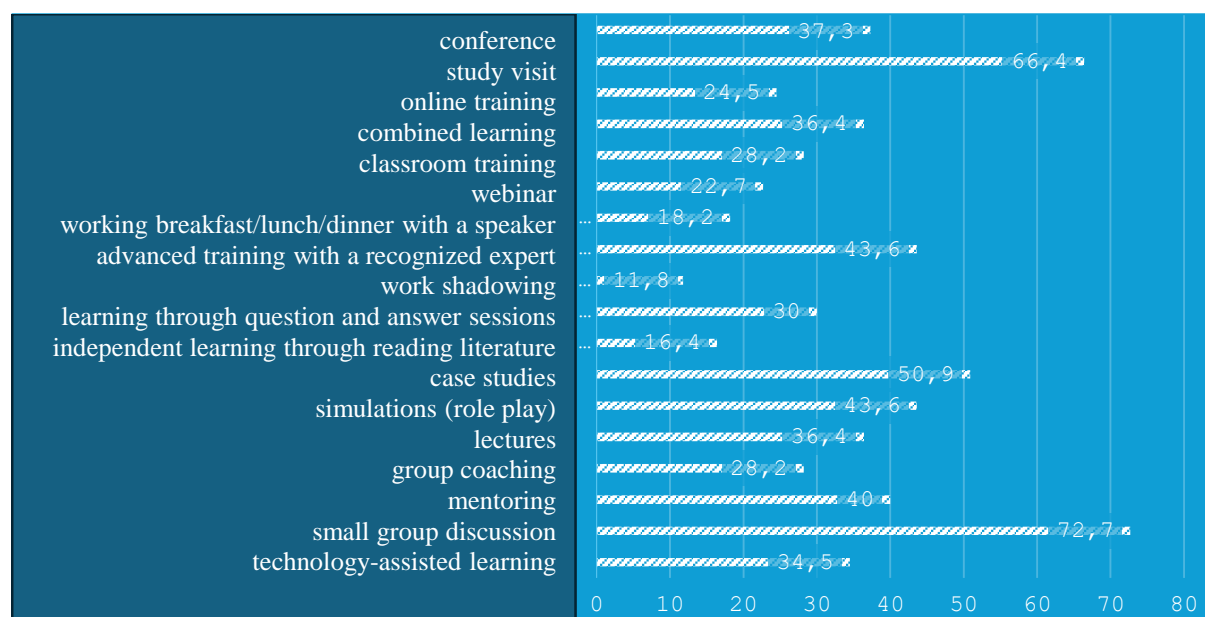 conference
37,3
study visit
66,4
online training
24,5
combined learning
36,4
classroom training
28,2
webinar
22,7
working breakfast/lunch/dinner with a speaker
... 18,2
advanced training with a recognized expert
... 43,6
work shadowing
... 11,8
learning through question and answer sessions
... 30
independent learning through reading literature
... 16,4
case studies
50,9
simulations (role play)
43,6
lectures
36,4
group coaching
28,2
mentoring
40
small group discussion
72,7
technology-assisted learning
34,5
0 10 20 30 40 50 60 70 80